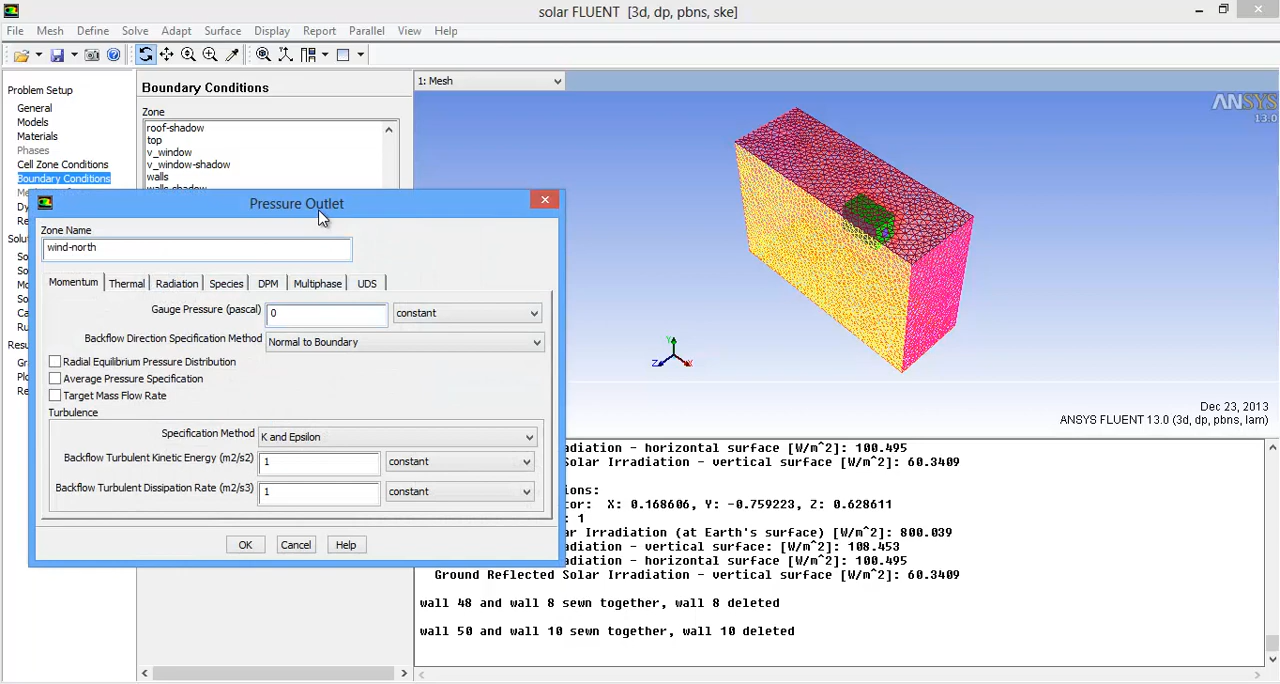 solar FLUENT [3d, dp, pbns, ske]
File Mesh Define Solve Adapt Surface Display Report Parallel View Help
Problem Setup
General
Models
Materials
Phases
Cell Zone Conditions
Boundary Conditions
Boundary Conditions
Zone
roof-shadow
top
v_window
v_window-shadow
walls
walls-shadow
1: Mesh
ANSYS
13.0
Pressure Outlet
Zone Name
wind-north
Momentum Thermal Radiation Species DPM Multiphase UDS
Gauge Pressure (pascal) 0 constant
Backflow Direction Specification Method Normal to Boundary
Radial Equilibrium Pressure Distribution
Average Pressure Specification
Target Mass Flow Rate
Turbulence
Specification Method K and Epsilon
Backflow Turbulent Kinetic Energy (m2/s2) 1 constant
Backflow Turbulent Dissipation Rate (m2/s3) 1 constant
OK Cancel Help
Y
Z X
Dec 23, 2013
ANSYS FLUENT 13.0 (3d, dp, pbns, lam)
adiation - horizontal surface [W/m^2]: 100.495
Solar Irradiation - vertical surface [W/m^2]: 60.3409
ions:
tor: X: 0.168606, Y: -0.759223, Z: 0.628611
: 1
ar Irradiation (at Earth's surface) [W/m^2]: 800.039
adiation - vertical surface: [W/m^2]: 108.453
adiation - horizontal surface [W/m^2]: 100.495
Ground Reflected Solar Irradiation - vertical surface [W/m^2]: 60.3409
wall 48 and wall 8 sewn together, wall 8 deleted
wall 50 and wall 10 sewn together, wall 10 deleted